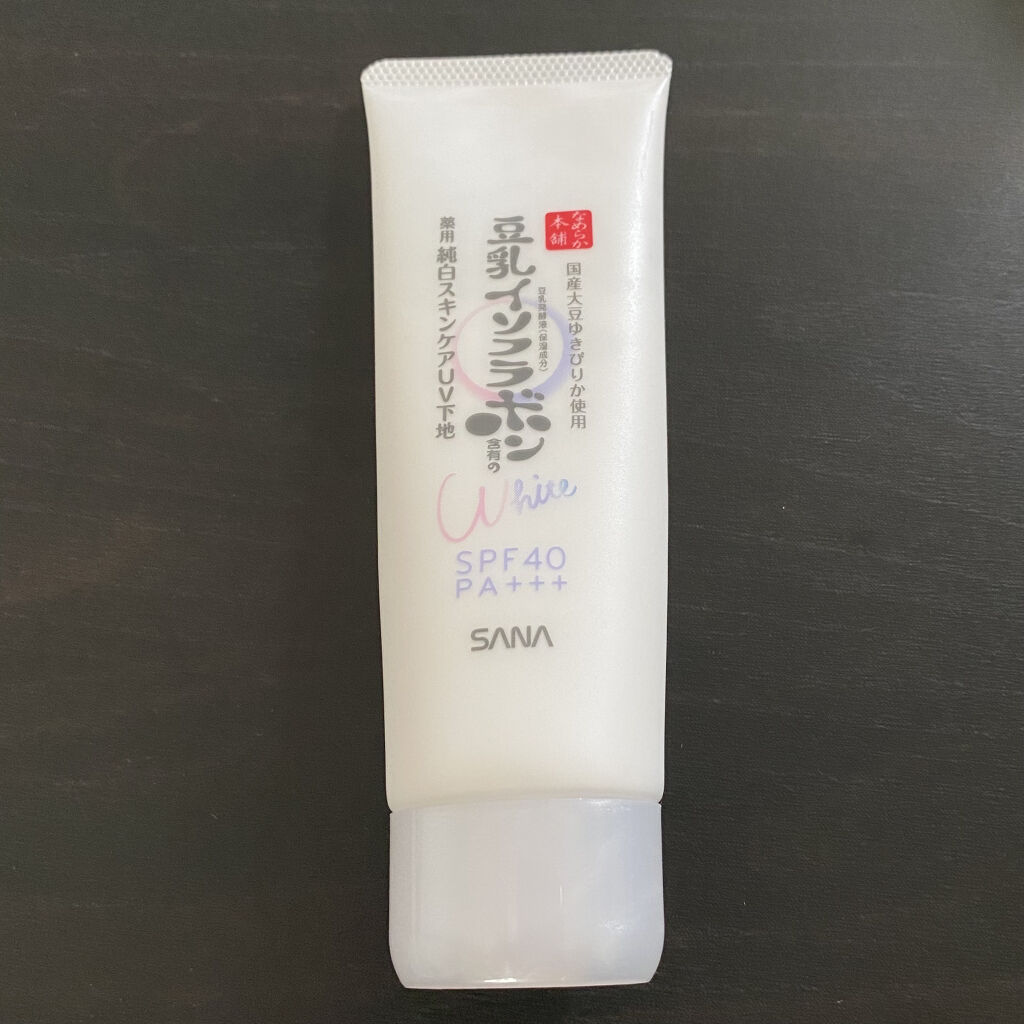 なめらか
本舗
国産大豆ゆきぴりか使用
豆乳発酵液(保湿成分)
豆乳イソフラボン
含有の
薬用 純白スキンケアUV下地
White
SPF40
PA+++
SANA